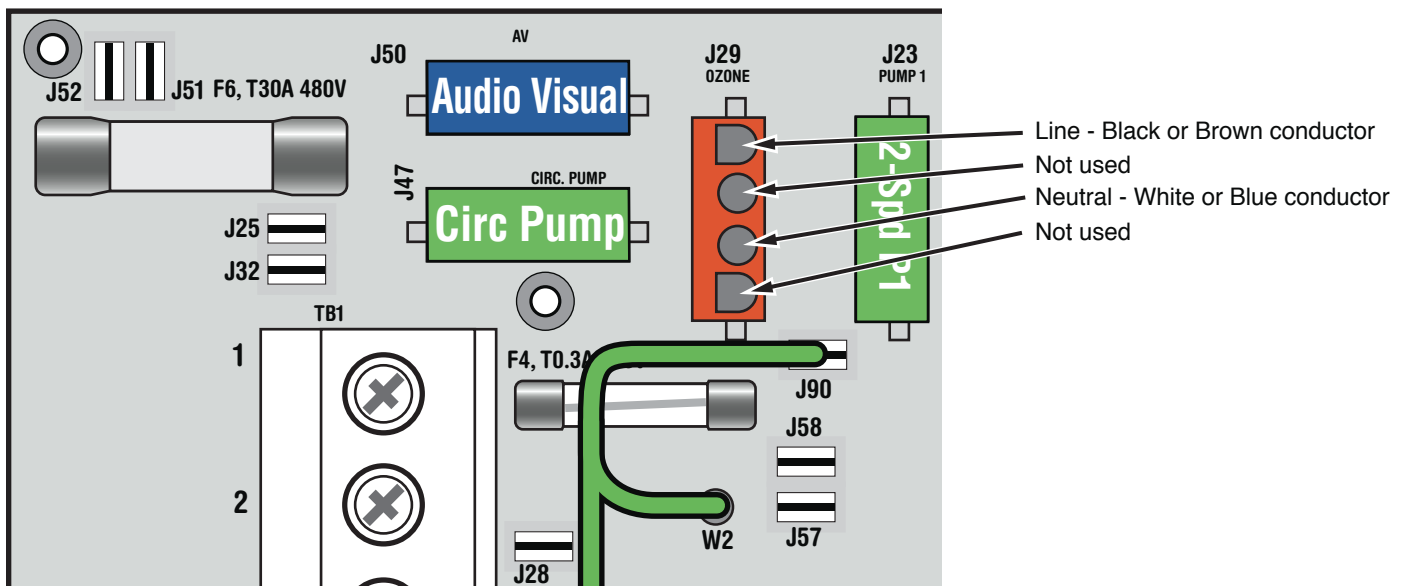 AV
J50
J29
OZONE
J23
PUMP 1
J52
J51
F6, T30A 480V
Audio Visual
Line - Black or Brown conductor
Not used
Neutral - White or Blue conductor
Not used
2-Spd P1
J47
CIRC. PUMP
Circ Pump
J25
J32
TB1
1
F4, T0.3A
J90
J58
2
W2
J57
J28